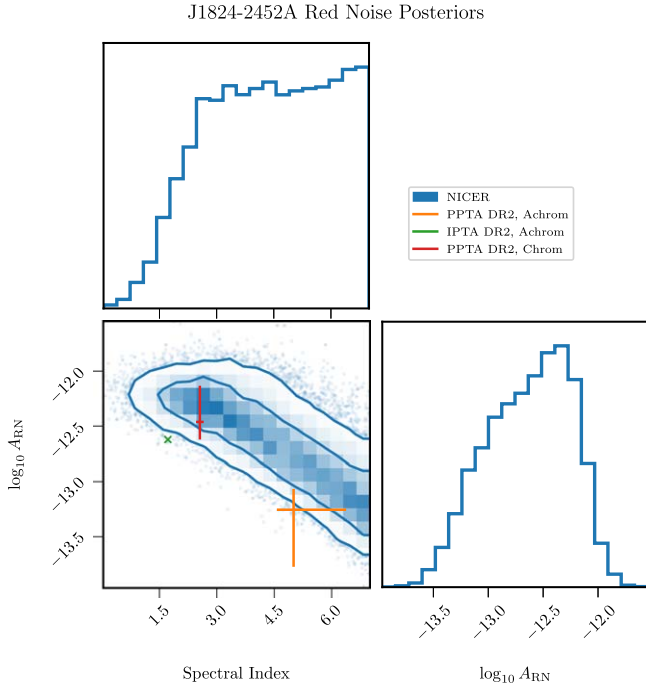 J1824-2452A Red Noise Posteriors
NICER
PPTA DR2, Achrom
IPTA DR2, Achrom
PPTA DR2, Chrom
−12.0
−12.5
−13.0
−13.5
log₁₀ A_RN
1.5
3.0
4.5
6.0
Spectral Index
−13.5
−13.0
−12.5
−12.0
log₁₀ A_RN